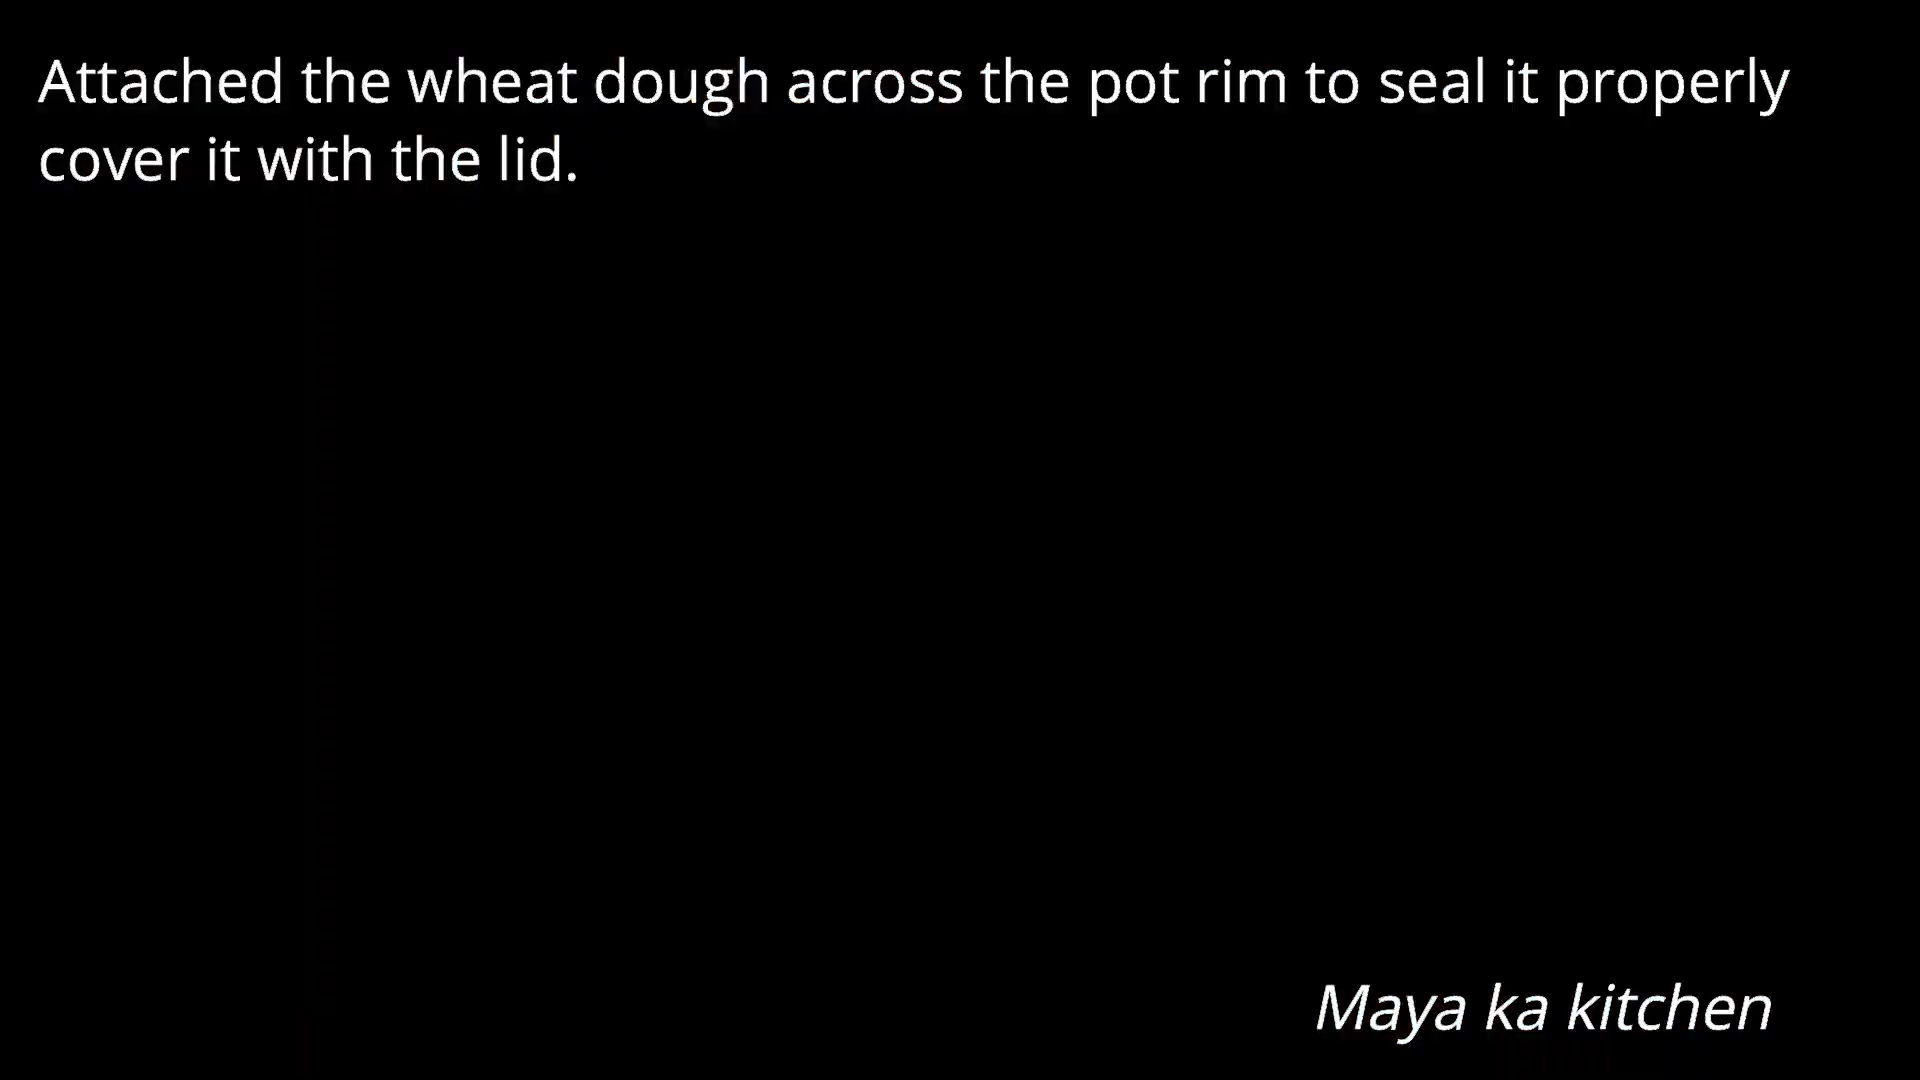 Attached the wheat dough across the pot rim to seal it properly
cover it with the lid.
Maya ka kitchen